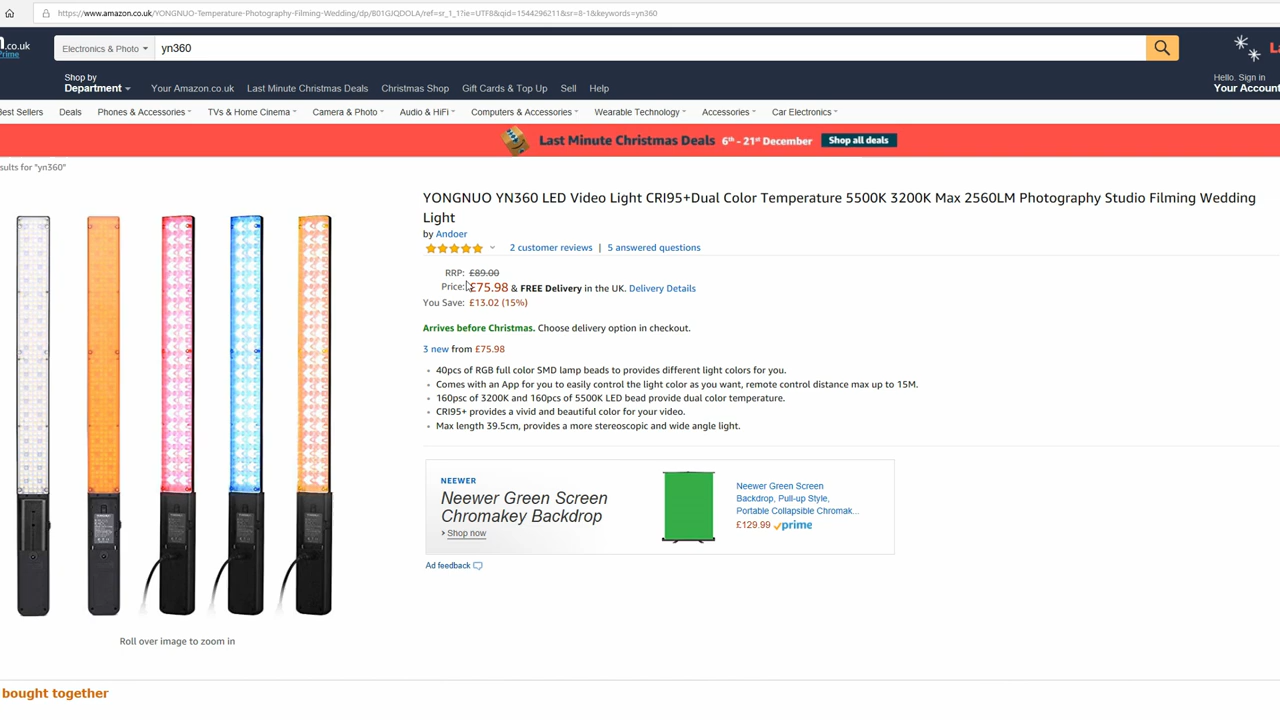 https://www.amazon.co.uk/YONGNUO-Temperature-Photography-Filming-Wedding/dp/B01GJQDOLA/ref=sr_1_1?ie=UTF8&qid=1544296211&sr=8-1&keywords=yn360
.co.uk
Prime
Electronics & Photo
yn360
Shop by
Department
Your Amazon.co.uk
Last Minute Christmas Deals
Christmas Shop
Gift Cards & Top Up
Sell
Help
Hello. Sign in
Your Account
est Sellers
Deals
Phones & Accessories
TVs & Home Cinema
Camera & Photo
Audio & HiFi
Computers & Accessories
Wearable Technology
Accessories
Car Electronics
Last Minute Christmas Deals 6th - 21st December Shop all deals
sults for "yn360"
YONGNUO YN360 LED Video Light CRI95+Dual Color Temperature 5500K 3200K Max 2560LM Photography Studio Filming Wedding
Light
by Andoer
2 customer reviews | 5 answered questions
RRP: £89.00
Price: £75.98 & FREE Delivery in the UK. Delivery Details
You Save: £13.02 (15%)
Arrives before Christmas. Choose delivery option in checkout.
3 new from £75.98
40pcs of RGB full color SMD lamp beads to provides different light colors for you.
Comes with an App for you to easily control the light color as you want, remote control distance max up to 15M.
160psc of 3200K and 160pcs of 5500K LED bead provide dual color temperature.
CRI95+ provides a vivid and beautiful color for your video.
Max length 39.5cm, provides a more stereoscopic and wide angle light.
NEEWER
Neewer Green Screen
Chromakey Backdrop
Shop now
Neewer Green Screen
Backdrop, Pull-up Style,
Portable Collapsible Chromak...
£129.99 prime
Ad feedback
Roll over image to zoom in
bought together